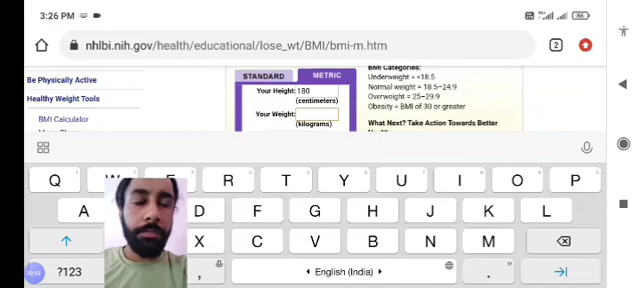 3:26 PM
86
nhlbi.nih.gov/health/educational/lose_wt/BMI/bmi-m.htm
2
Be Physically Active
Healthy Weight Tools
BMI Calculator
STANDARD METRIC
Your Height: 180
(centimeters)
Your Weight:
(kilograms)
BMI Categories:
Underweight = <18.5
Normal weight = 18.5–24.9
Overweight = 25–29.9
Obesity = BMI of 30 or greater
What Next? Take Action Towards Better
Q W E R T Y U I O P
A D F G H J K L
X C V B N M
?123 , English (India) .